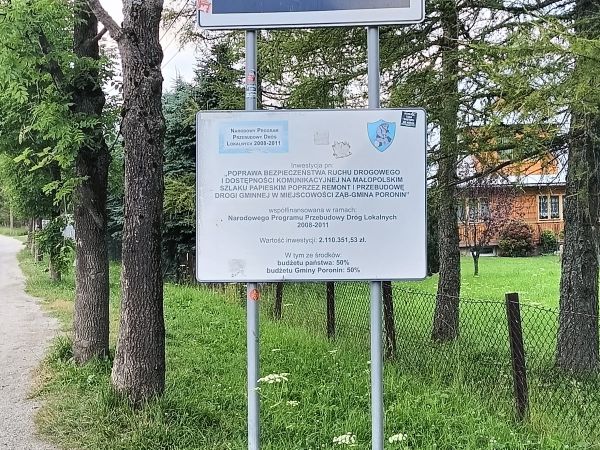 Narodowy Program
Przebudowy Dróg
Lokalnych 2008-2011
Inwestycja pn:
„POPRAWA BEZPIECZEŃSTWA RUCHU DROGOWEGO
I DOSTĘPNOŚCI KOMUNIKACYJNEJ NA MAŁOPOLSKIM
SZLAKU PAPIESKIM POPRZEZ REMONT I PRZEBUDOWĘ
DROGI GMINNEJ W MIEJSCOWOŚCI ZĄB-GMINA PORONIN”
współfinansowana w ramach:
Narodowego Programu Przebudowy Dróg Lokalnych
2008-2011
Wartość inwestycji: 2.110.351,53 zł.
W tym ze środków:
budżetu państwa: 50%
budżetu Gminy Poronin: 50%